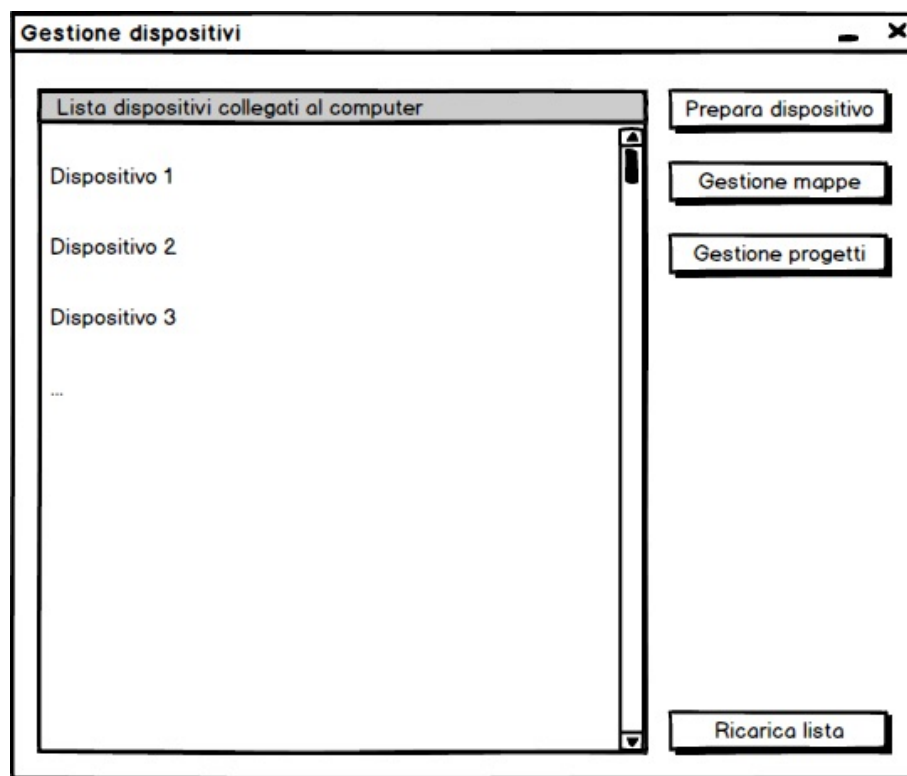 Gestione dispositivi
Lista dispositivi collegati al computer
Dispositivo 1
Dispositivo 2
Dispositivo 3
...
Prepara dispositivo
Gestione mappe
Gestione progetti
Ricarica lista